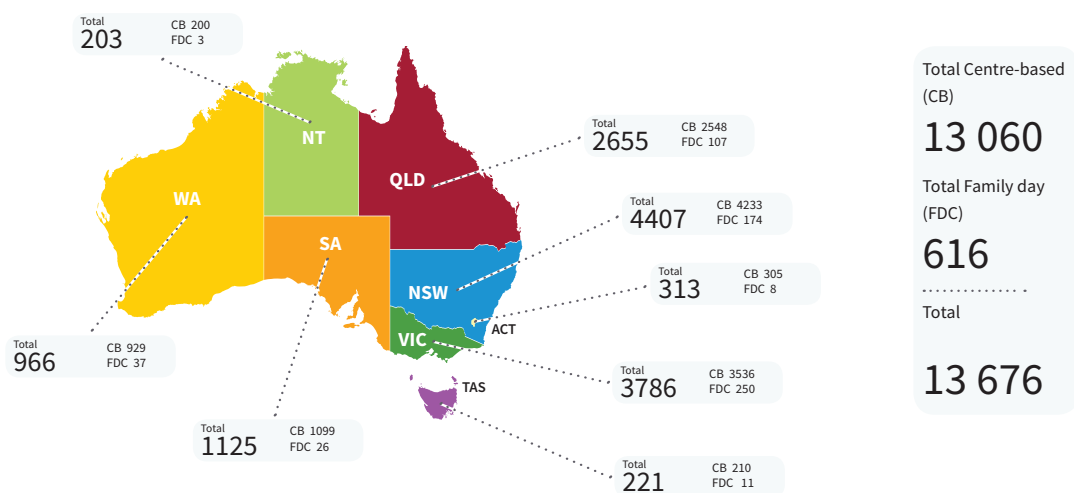 Total
203
CB 200
FDC 3
NT
QLD
WA
SA
NSW
VIC
ACT
TAS
Total
2655
CB 2548
FDC 107
Total
4407
CB 4233
FDC 174
Total
313
CB 305
FDC 8
Total
966
CB 929
FDC 37
Total
3786
CB 3536
FDC 250
Total
1125
CB 1099
FDC 26
Total
221
CB 210
FDC 11
Total Centre-based
(CB)
13 060
Total Family day
(FDC)
616
Total
13 676